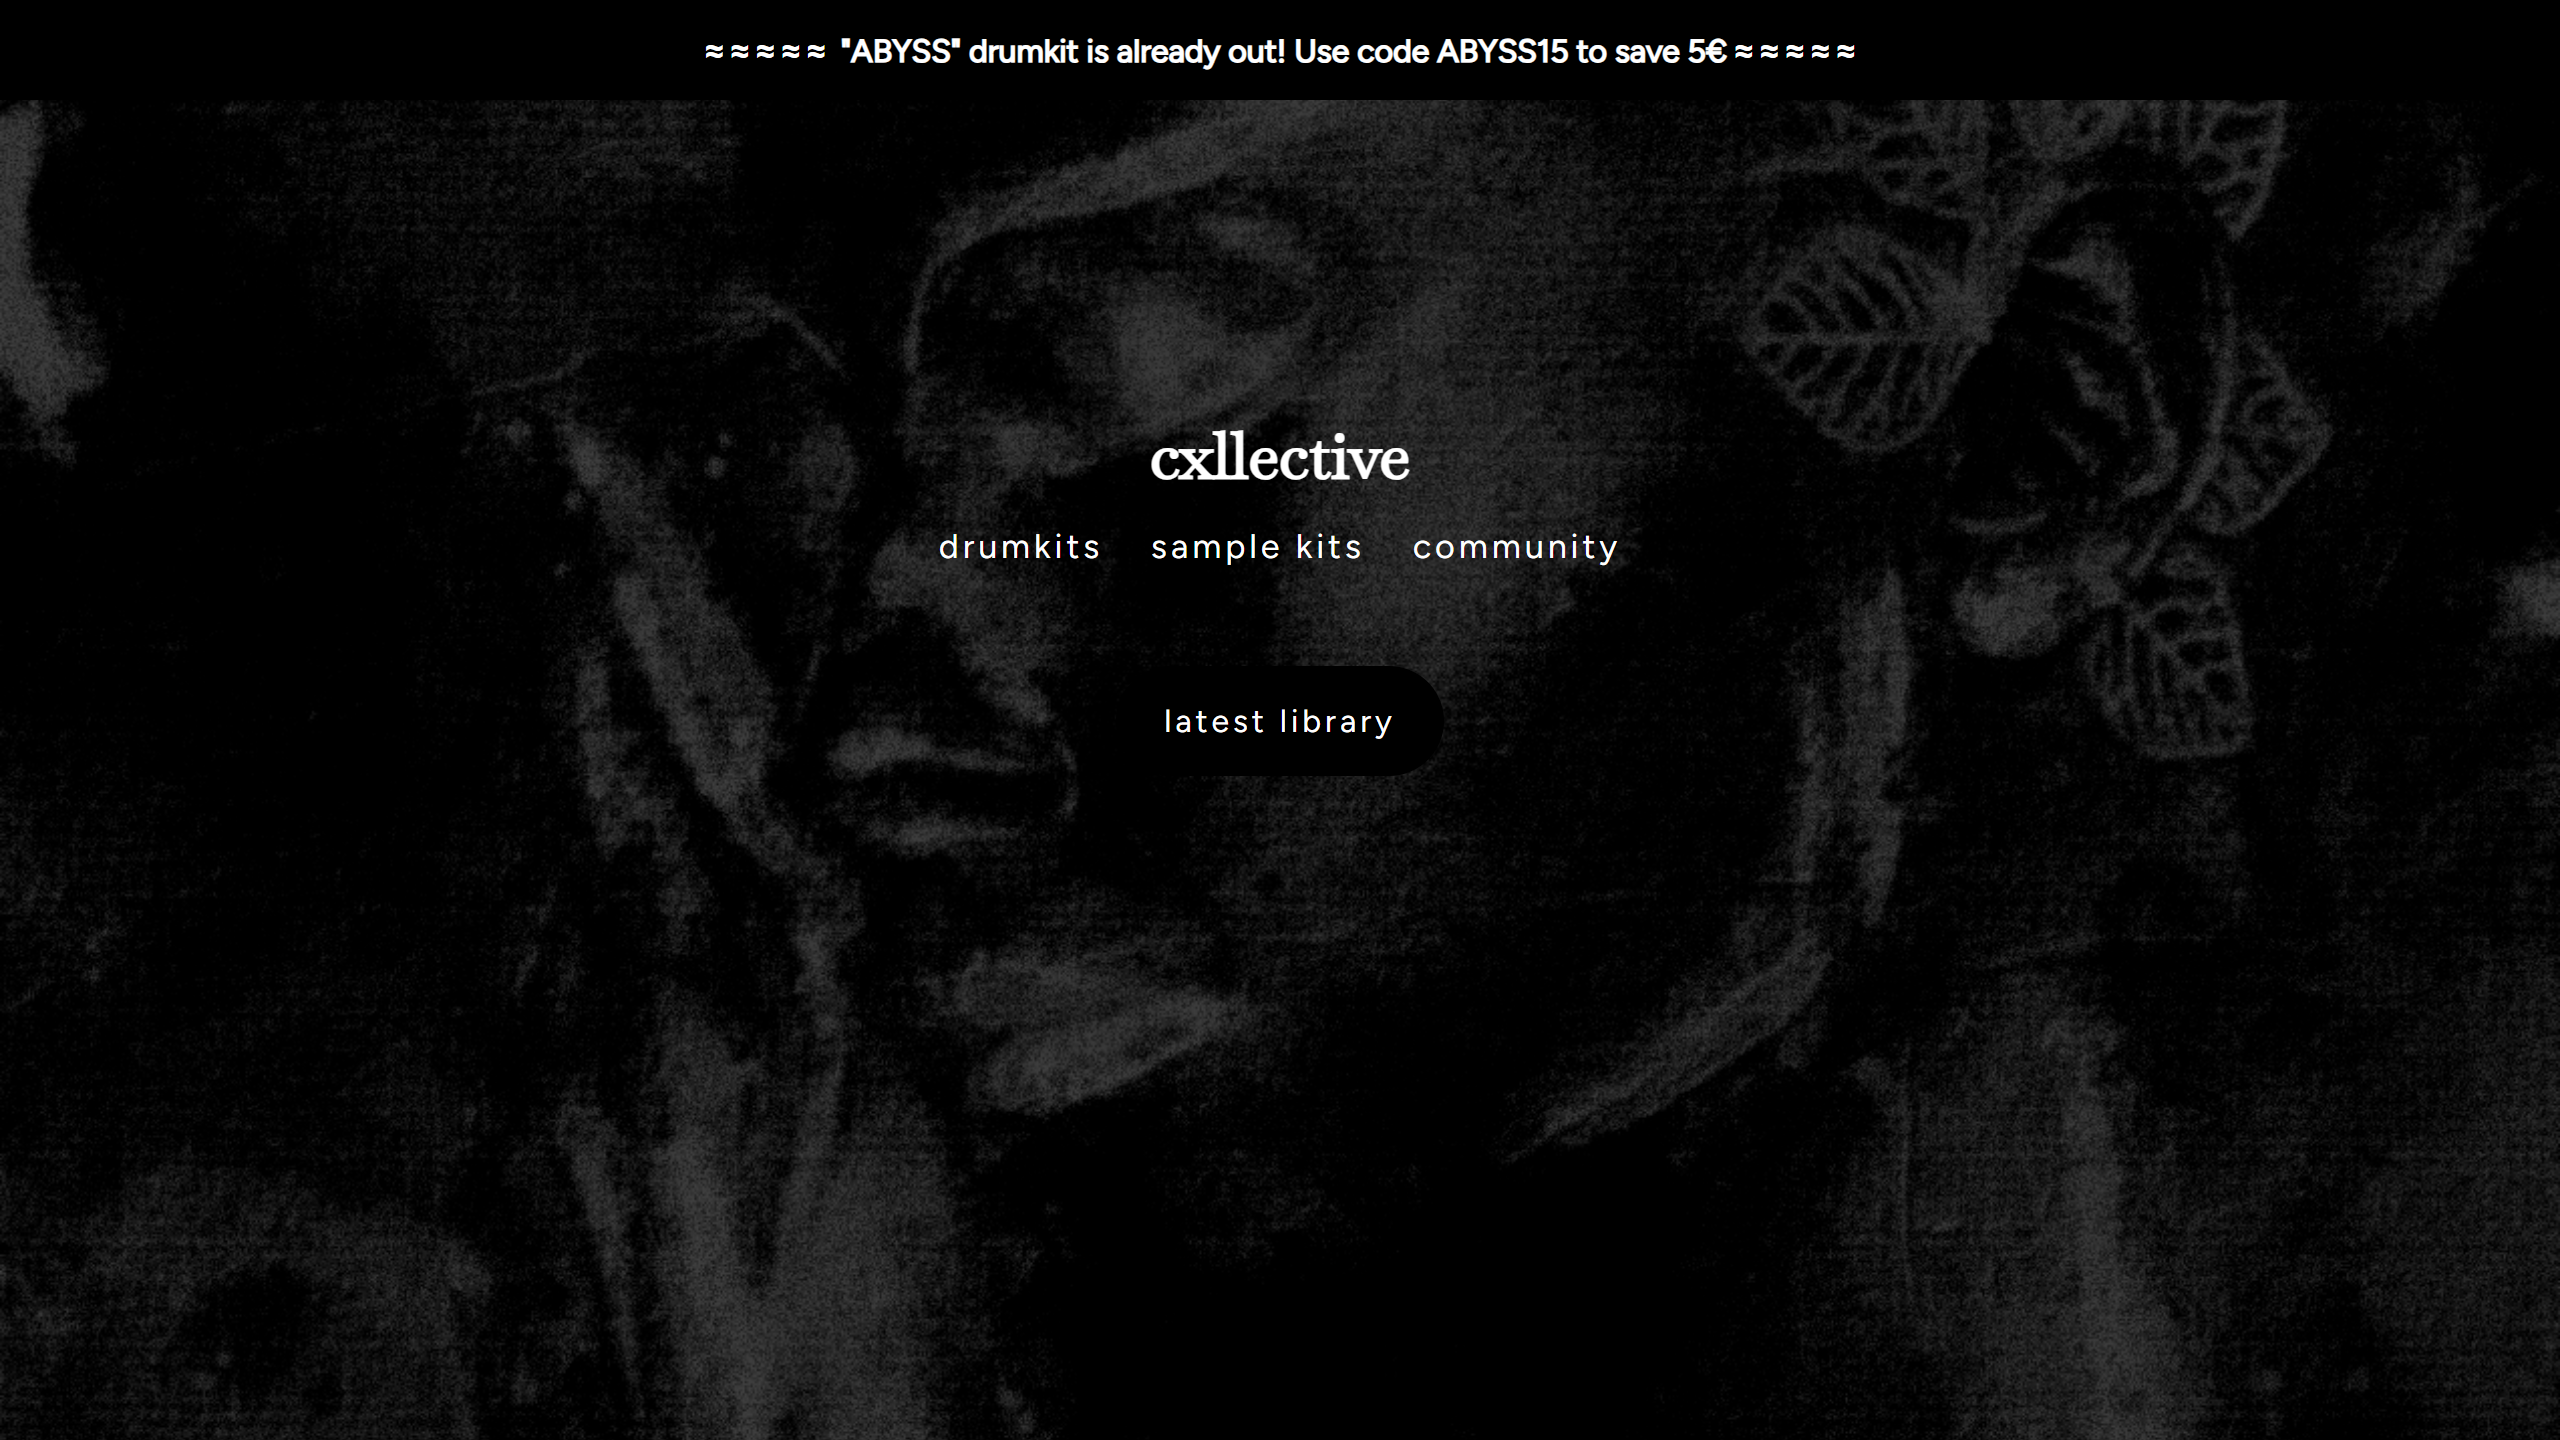 ≈≈≈≈≈ "ABYSS" drumkit is already out! Use code ABYSS15 to save 5€ ≈≈≈≈≈
cxllective
drumkits sample kits community
latest library